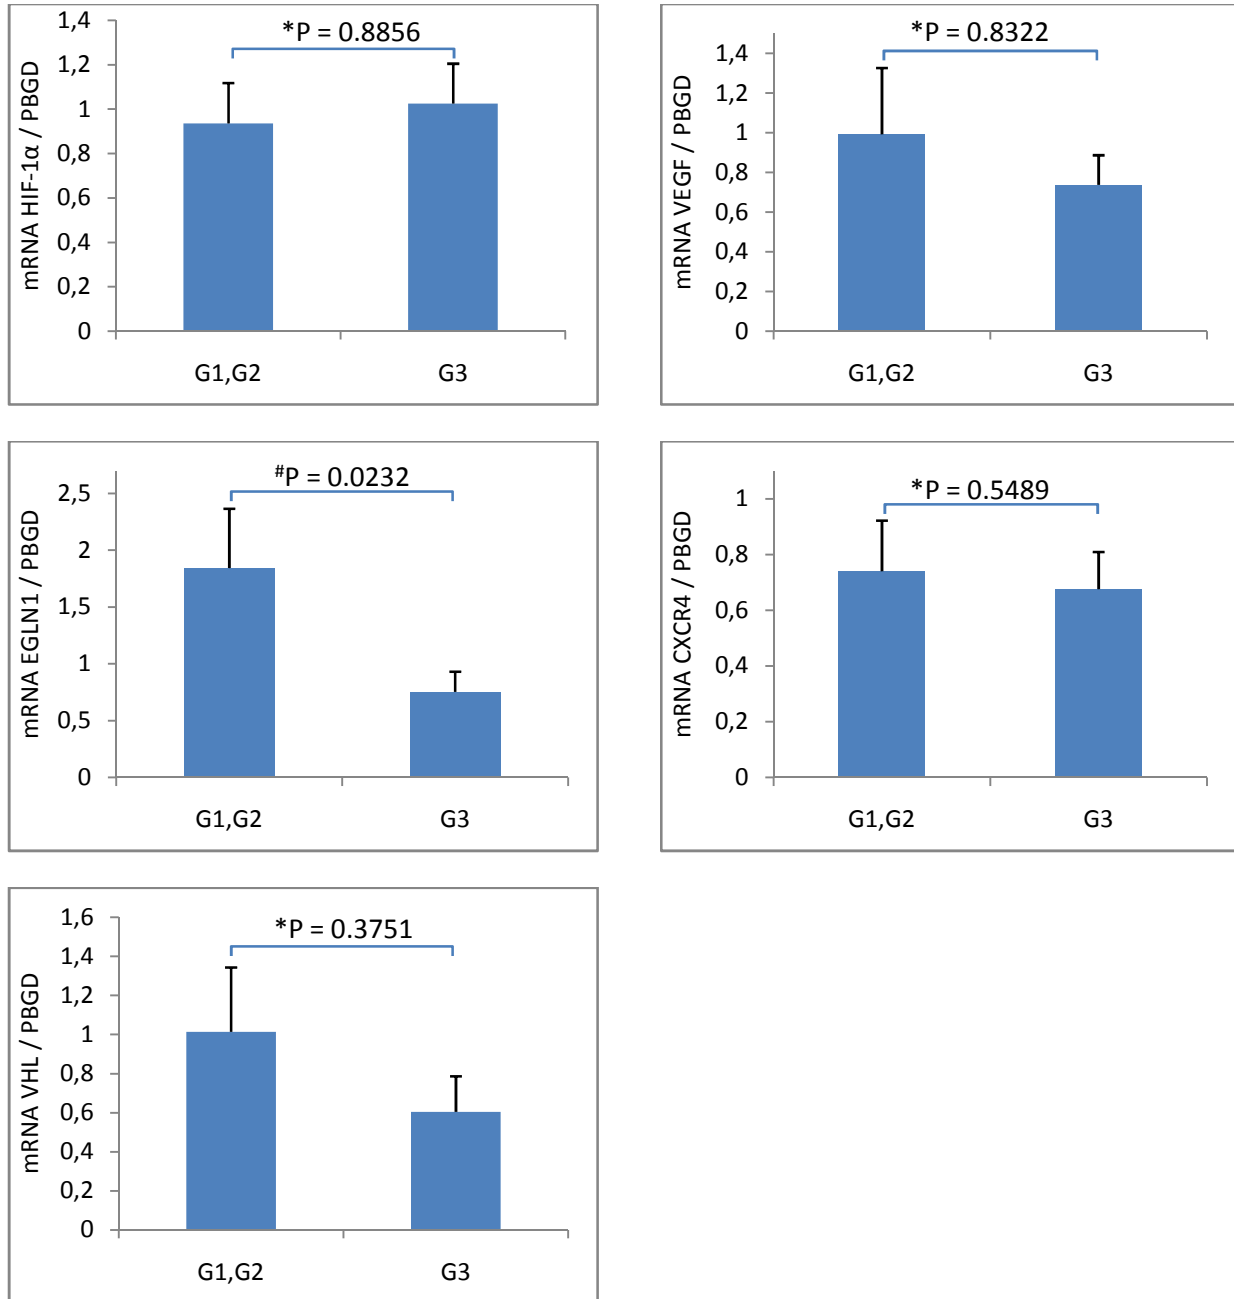 mRNA HIF-1α / PBGD
1,4
1,2
1
0,8
0,6
0,4
0,2
0
*P = 0.8856
G1,G2 G3
mRNA VEGF / PBGD
1,4
1,2
1
0,8
0,6
0,4
0,2
0
*P = 0.8322
G1,G2 G3
mRNA EGLN1 / PBGD
2,5
2
1,5
1
0,5
0
#P = 0.0232
G1,G2 G3
mRNA CXCR4 / PBGD
1
0,8
0,6
0,4
0,2
0
*P = 0.5489
G1,G2 G3
mRNA VHL / PBGD
1,6
1,4
1,2
1
0,8
0,6
0,4
0,2
0
*P = 0.3751
G1,G2 G3